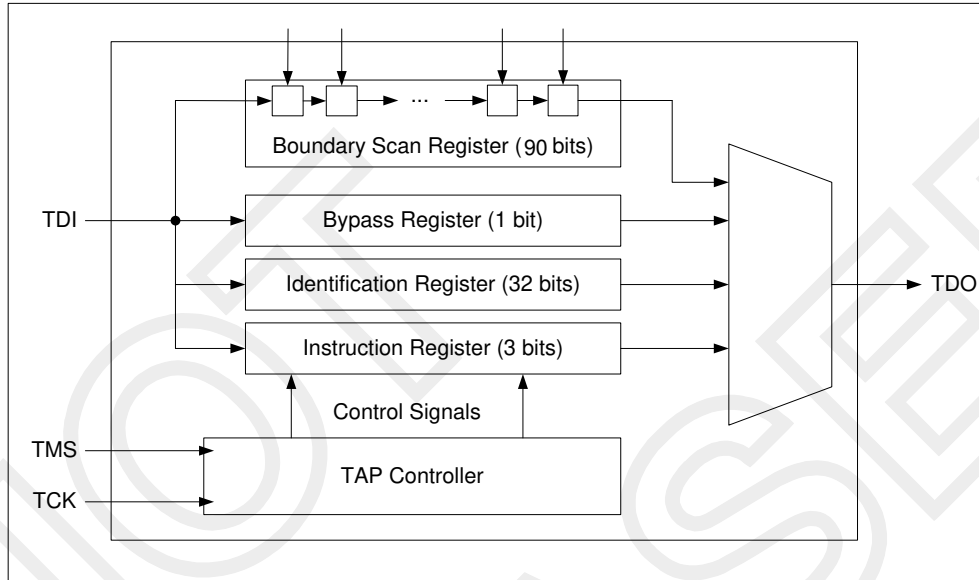 ...
Boundary Scan Register (90 bits)
TDI
Bypass Register (1 bit)
Identification Register (32 bits)
TDO
Instruction Register (3 bits)
Control Signals
TMS
TAP Controller
TCK